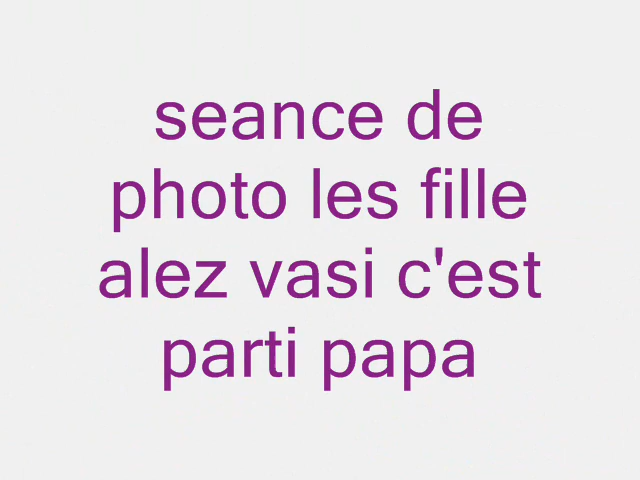 seance de
photo les fille
alez vasi c'est
parti papa